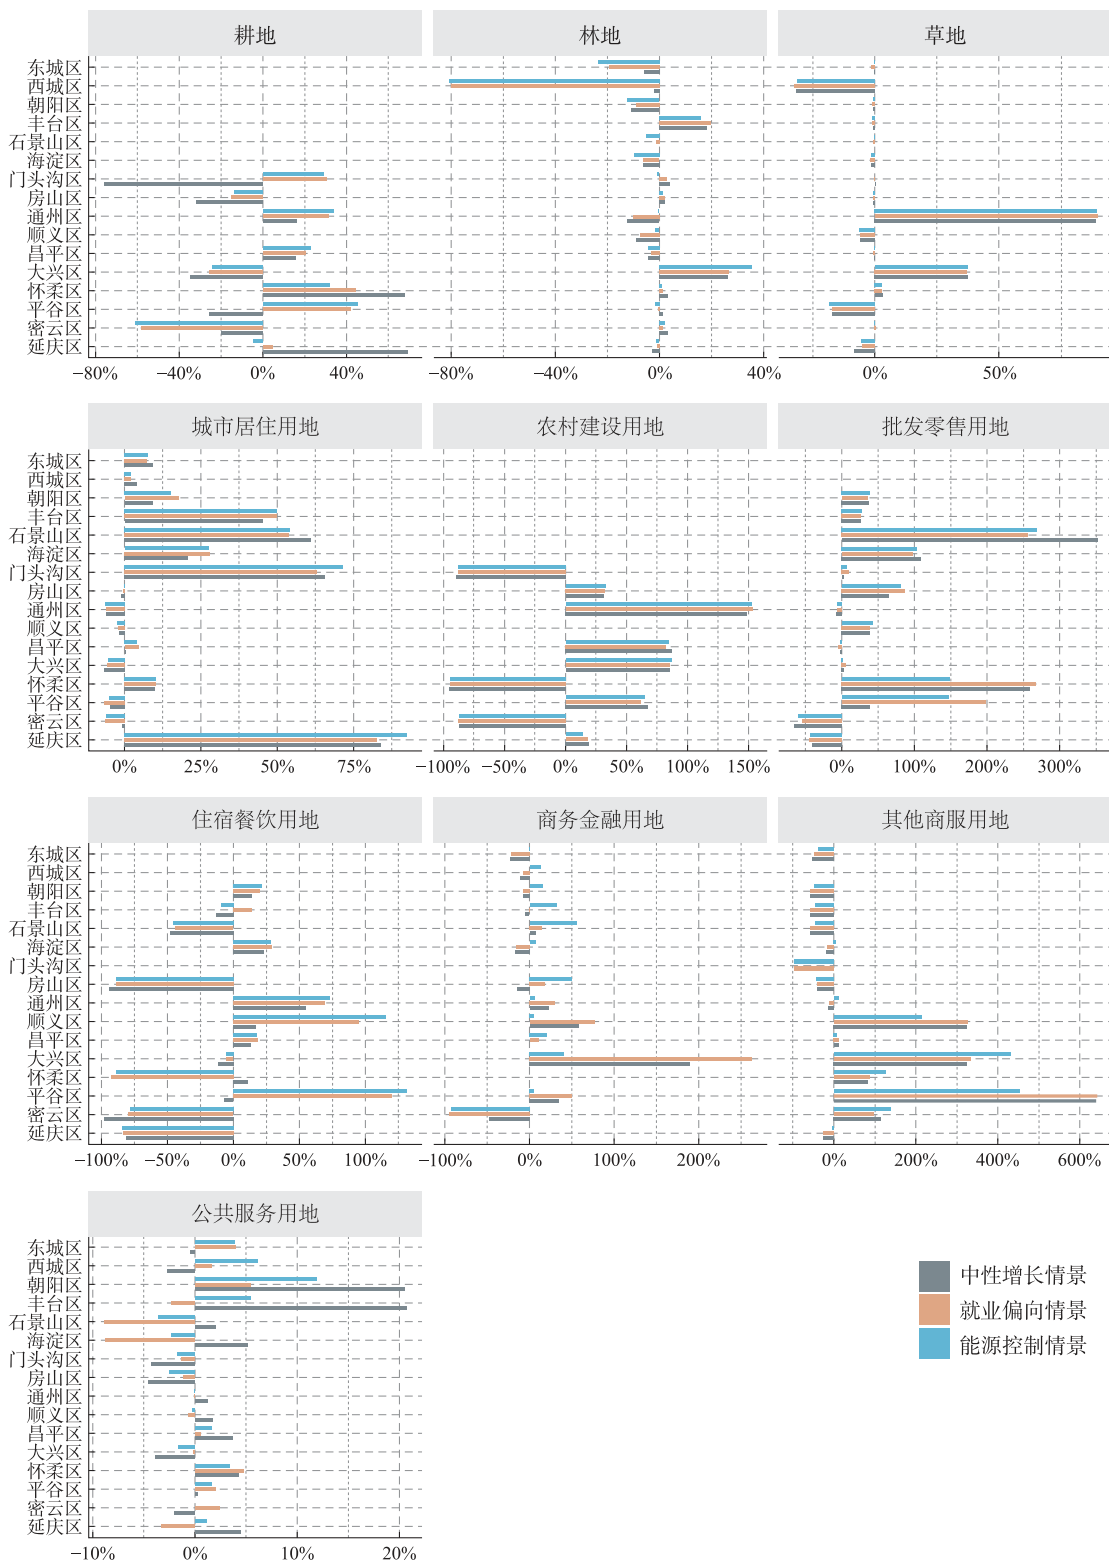 耕地 林地 草地
东城区
西城区
朝阳区
丰台区
石景山区
海淀区
门头沟区
房山区
通州区
顺义区
昌平区
大兴区
怀柔区
平谷区
密云区
延庆区
−80% −40% 0% 40% −80% −40% 0% 40% 0% 50%
城市居住用地 农村建设用地 批发零售用地
东城区
西城区
朝阳区
丰台区
石景山区
海淀区
门头沟区
房山区
通州区
顺义区
昌平区
大兴区
怀柔区
平谷区
密云区
延庆区
0% 25% 50% 75% −100% −50% 0% 50% 100% 150% 0% 100% 200% 300%
住宿餐饮用地 商务金融用地 其他商服用地
东城区
西城区
朝阳区
丰台区
石景山区
海淀区
门头沟区
房山区
通州区
顺义区
昌平区
大兴区
怀柔区
平谷区
密云区
延庆区
−100% −50% 0% 50% 100% −100% 0% 100% 200% 0% 200% 400% 600%
公共服务用地
东城区
西城区
朝阳区
丰台区
石景山区
海淀区
门头沟区
房山区
通州区
顺义区
昌平区
大兴区
怀柔区
平谷区
密云区
延庆区
−10% 0% 10% 20%
中性增长情景
就业偏向情景
能源控制情景